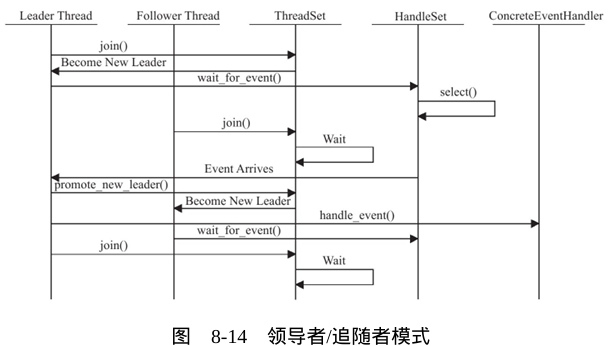 Leader Thread Follower Thread ThreadSet HandleSet ConcreteEventHandler
join()
Become New Leader
wait_for_event()
select()
join()
Wait
Event Arrives
promote_new_leader()
Become New Leader
handle_event()
wait_for_event()
join()
Wait
图 8-14 领导者/追随者模式